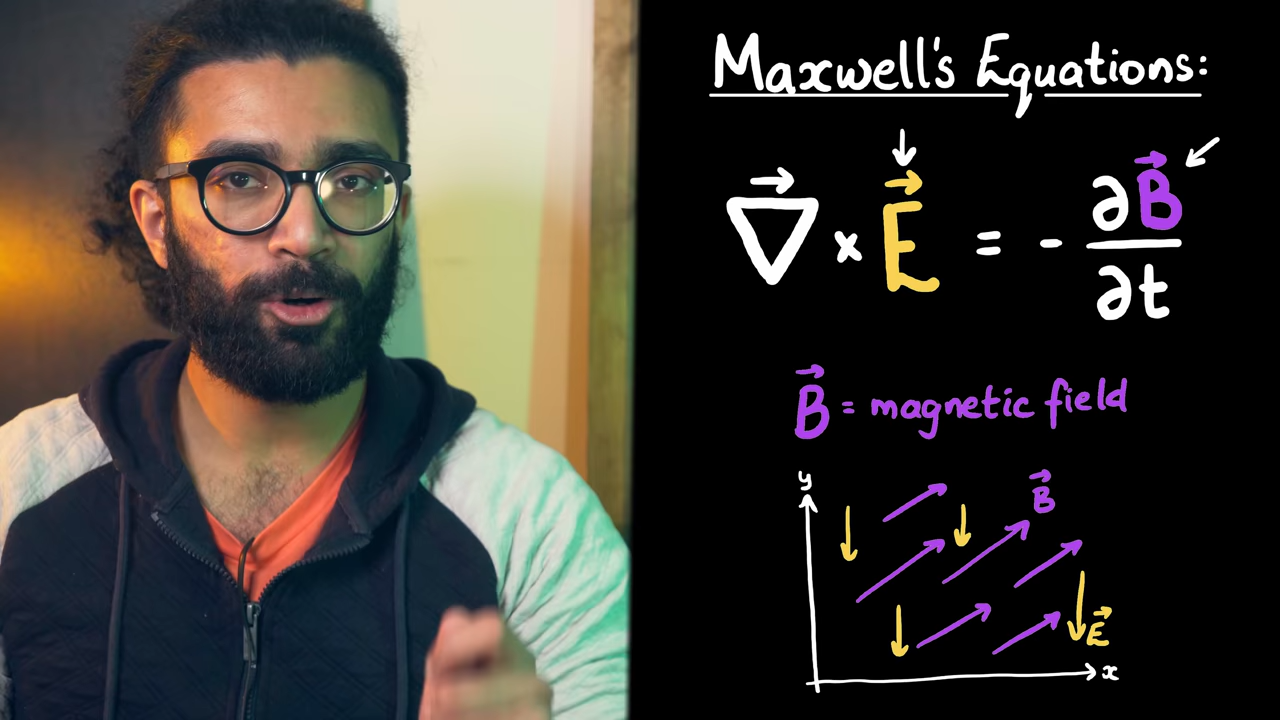 Maxwell's Equations:
∇⃗ × E⃗ = - ∂B⃗/∂t
B⃗ = magnetic field
y
B⃗
E⃗
x